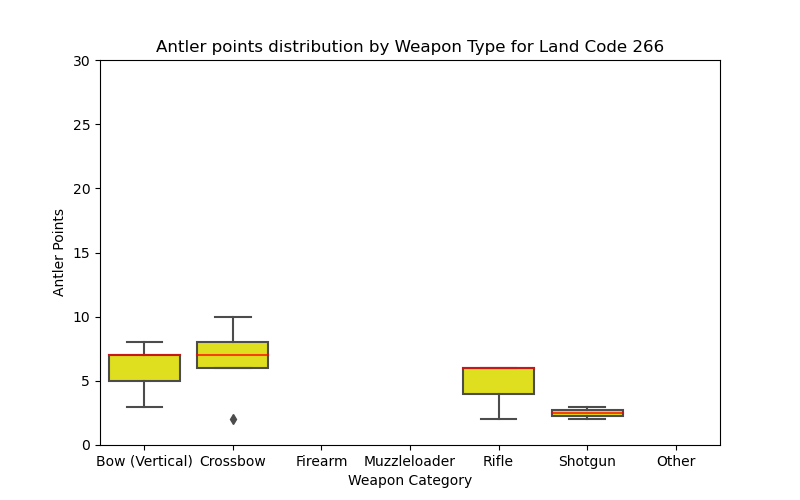 Antler points distribution by Weapon Type for Land Code 266
30
25
20
15
10
5
0
Antler Points
Bow (Vertical) Crossbow Firearm Muzzleloader Rifle Shotgun Other
Weapon Category